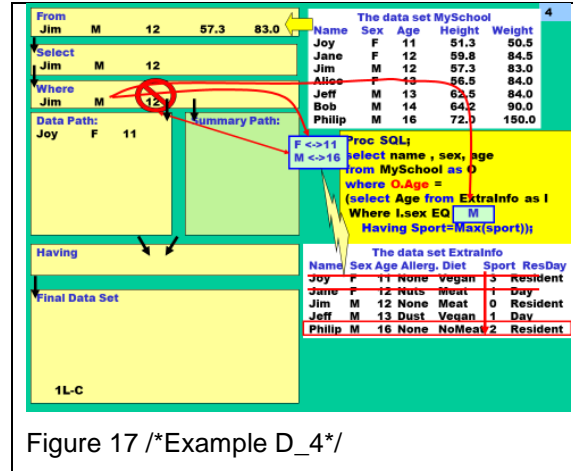 4
From
Jim M 12 57.3 83.0
Select
Jim M 12
Where
Jim M 12
Data Path:
Joy F 11
Summary Path:
Having
Final Data Set
1L-C
The data set MySchool
Name Sex Age Height Weight
Joy F 11 51.3 50.5
Jane F 12 59.8 84.5
Jim M 12 57.3 83.0
Alice F 13 56.5 84.0
Jeff M 13 62.5 84.0
Bob M 14 64.2 90.0
Philip M 16 72.0 150.0
F <->11
M <->16
Proc SQL;
select name , sex, age
from MySchool as O
where O.Age =
(select Age from ExtraInfo as I
Where I.sex EQ M
Having Sport=Max(sport));
The data set ExtraInfo
Name Sex Age Allerg. Diet Sport ResDay
Joy F 11 None Vegan 3 Resident
Jane F 12 Nuts Meat 1 Day
Jim M 12 None Meat 0 Resident
Jeff M 13 Dust Vegan 1 Day
Philip M 16 None NoMeat 2 Resident
Figure 17 /*Example D_4*/